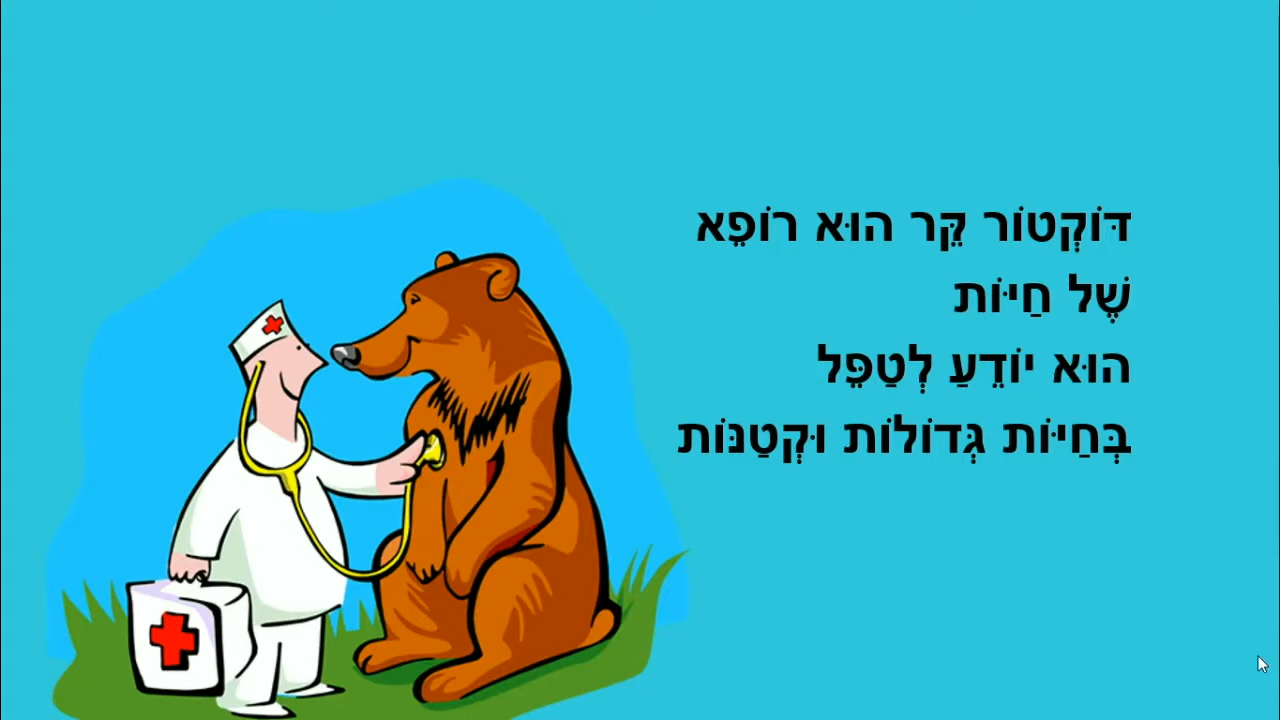 דּוֹקְטוֹר קֵּר הוּא רוֹפֵא
שֶׁל חַיּוֹת
הוּא יוֹדֵעַ לְטַפֵּל
בְּחַיּוֹת גְּדוֹלוֹת וּקְטַנּוֹת